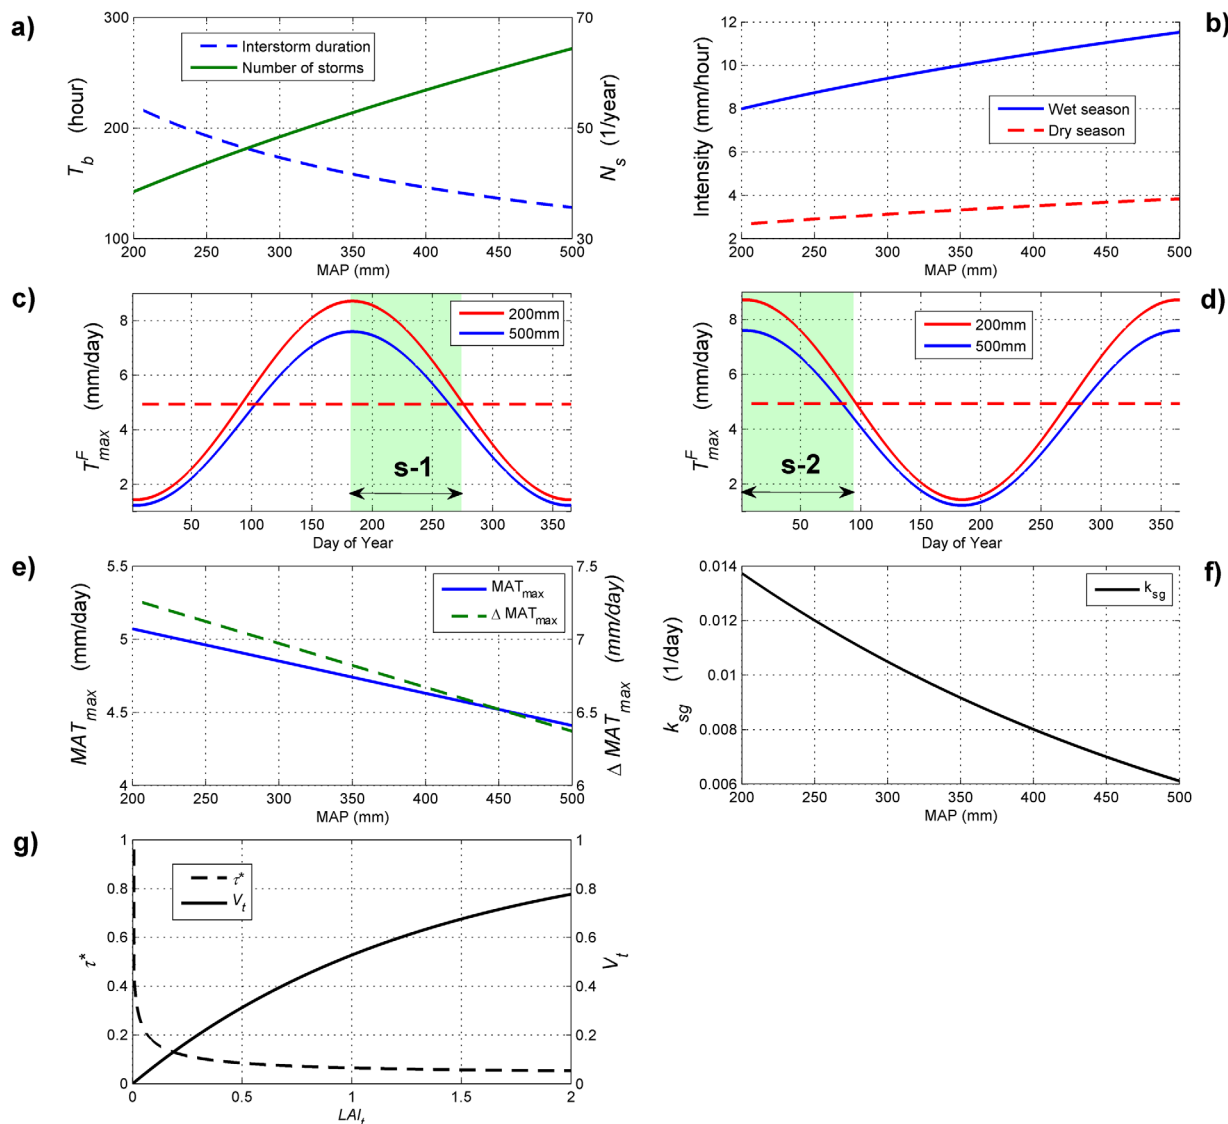 a)
300
200
100
T_b (hour)
70
50
30
N_s (1/year)
Interstorm duration
Number of storms
200 250 300 350 400 450 500
MAP (mm)
b)
12
10
8
6
4
2
Intensity (mm/hour)
Wet season
Dry season
200 250 300 350 400 450 500
MAP (mm)
c)
8
6
4
2
T^F_max (mm/day)
200mm
500mm
s-1
50 100 150 200 250 300 350
Day of Year
d)
8
6
4
2
T^F_max (mm/day)
200mm
500mm
s-2
50 100 150 200 250 300 350
Day of Year
e)
5.5
5
4.5
4
MAT_max (mm/day)
7.5
7
6.5
6
Δ MAT_max (mm/day)
MAT_max
Δ MAT_max
200 250 300 350 400 450 500
MAP (mm)
f)
0.014
0.012
0.01
0.008
0.006
k_sg (1/day)
k_sg
200 250 300 350 400 450 500
MAP (mm)
g)
1
0.8
0.6
0.4
0.2
0
τ*
1
0.8
0.6
0.4
0.2
0
V_t
τ*
V_t
0 0.5 1 1.5 2
LAI_t